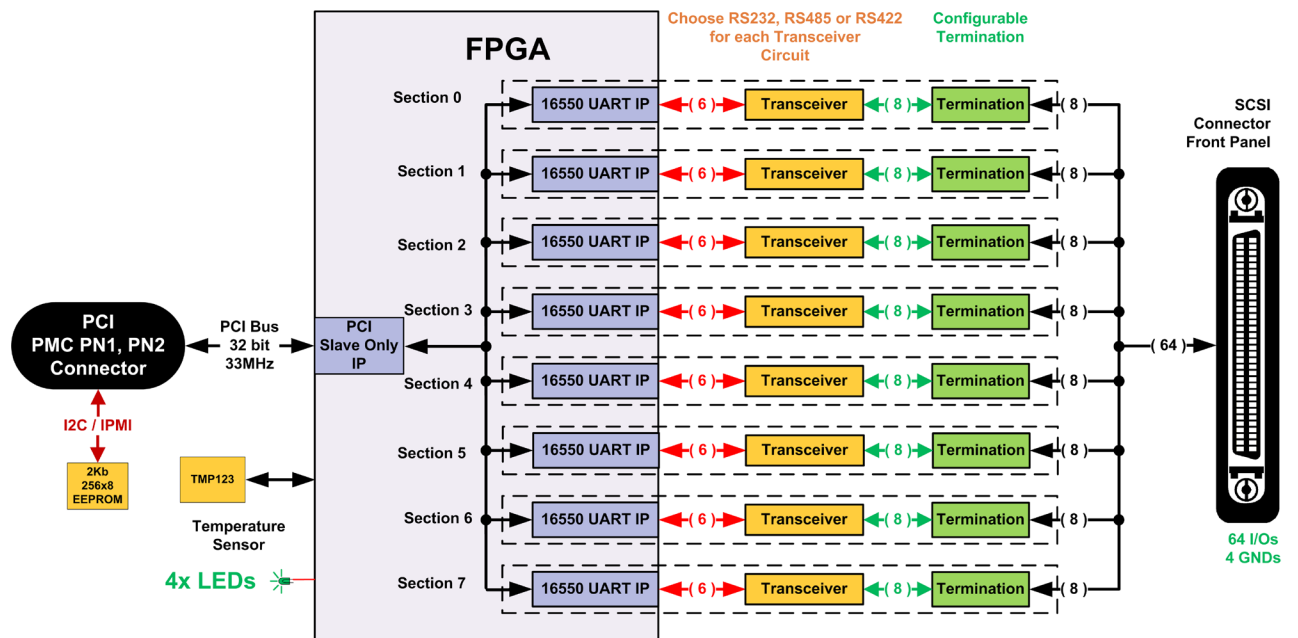 Choose RS232, RS485 or RS422
for each Transceiver
Circuit
Configurable
Termination
FPGA
Section 0
16550 UART IP
( 6 )
Transceiver
( 8 )
Termination
( 8 )
SCSI
Connector
Front Panel
Section 1
16550 UART IP
( 6 )
Transceiver
( 8 )
Termination
( 8 )
Section 2
16550 UART IP
( 6 )
Transceiver
( 8 )
Termination
( 8 )
Section 3
16550 UART IP
( 6 )
Transceiver
( 8 )
Termination
( 8 )
PCI
PMC PN1, PN2
Connector
PCI Bus
32 bit
33MHz
PCI
Slave Only
IP
( 64 )
Section 4
16550 UART IP
( 6 )
Transceiver
( 8 )
Termination
( 8 )
I2C / IPMI
Section 5
16550 UART IP
( 6 )
Transceiver
( 8 )
Termination
( 8 )
2Kb
256x8
EEPROM
TMP123
Temperature
Sensor
Section 6
16550 UART IP
( 6 )
Transceiver
( 8 )
Termination
( 8 )
64 I/Os
4 GNDs
4x LEDs
Section 7
16550 UART IP
( 6 )
Transceiver
( 8 )
Termination
( 8 )